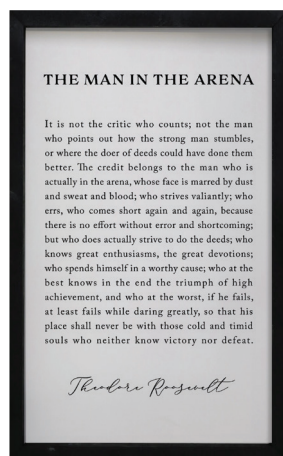 THE MAN IN THE ARENA
It is not the critic who counts; not the man
who points out how the strong man stumbles,
or where the doer of deeds could have done them
better. The credit belongs to the man who is
actually in the arena, whose face is marred by dust
and sweat and blood; who strives valiantly; who
errs, who comes short again and again, because
there is no effort without error and shortcoming;
but who does actually strive to do the deeds; who
knows great enthusiasms, the great devotions;
who spends himself in a worthy cause; who at the
best knows in the end the triumph of high
achievement, and who at the worst, if he fails,
at least fails while daring greatly, so that his
place shall never be with those cold and timid
souls who neither know victory nor defeat.
Theodore Roosevelt